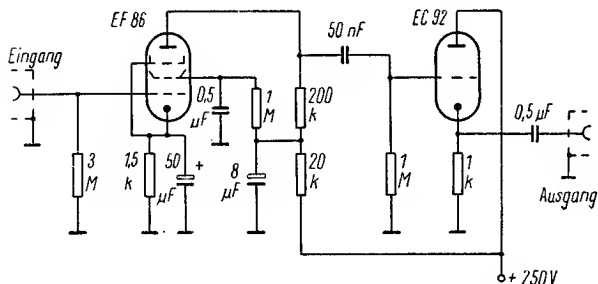 EF 86
EC 92
Eingang
50 nF
0,5
µF
1
M
200
k
0,5 µF
3
M
1,5
k
50
µF
+
8
µF
20
k
1
M
1
k
Ausgang
+ 250V